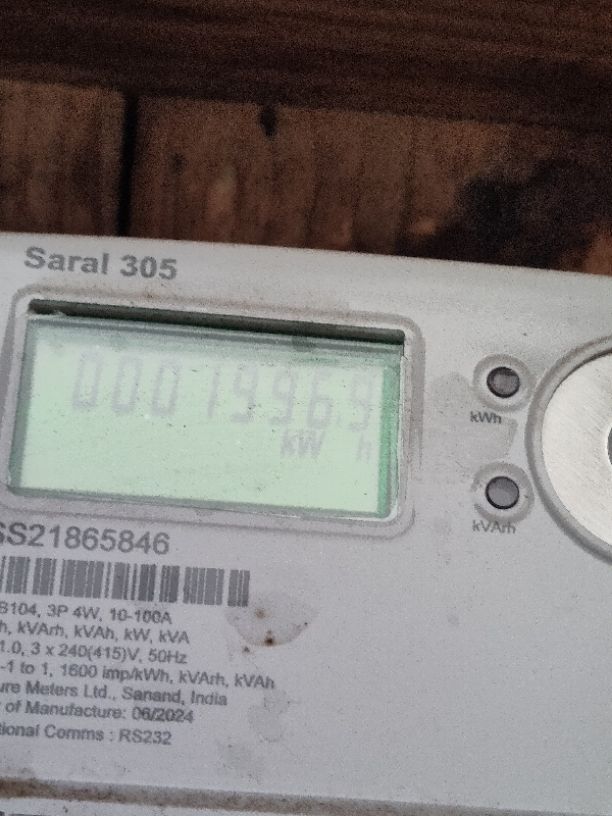 Saral 305
0001996.9
kW h
kWh
kVArh
SS21865846
B104, 3P 4W, 10-100A
h, kVArh, kVAh, kW, kVA
1.0, 3 x 240(415)V, 50Hz
-1 to 1, 1600 imp/kWh, kVArh, kVAh
ure Meters Ltd., Sanand, India
of Manufacture: 06/2024
tional Comms : RS232